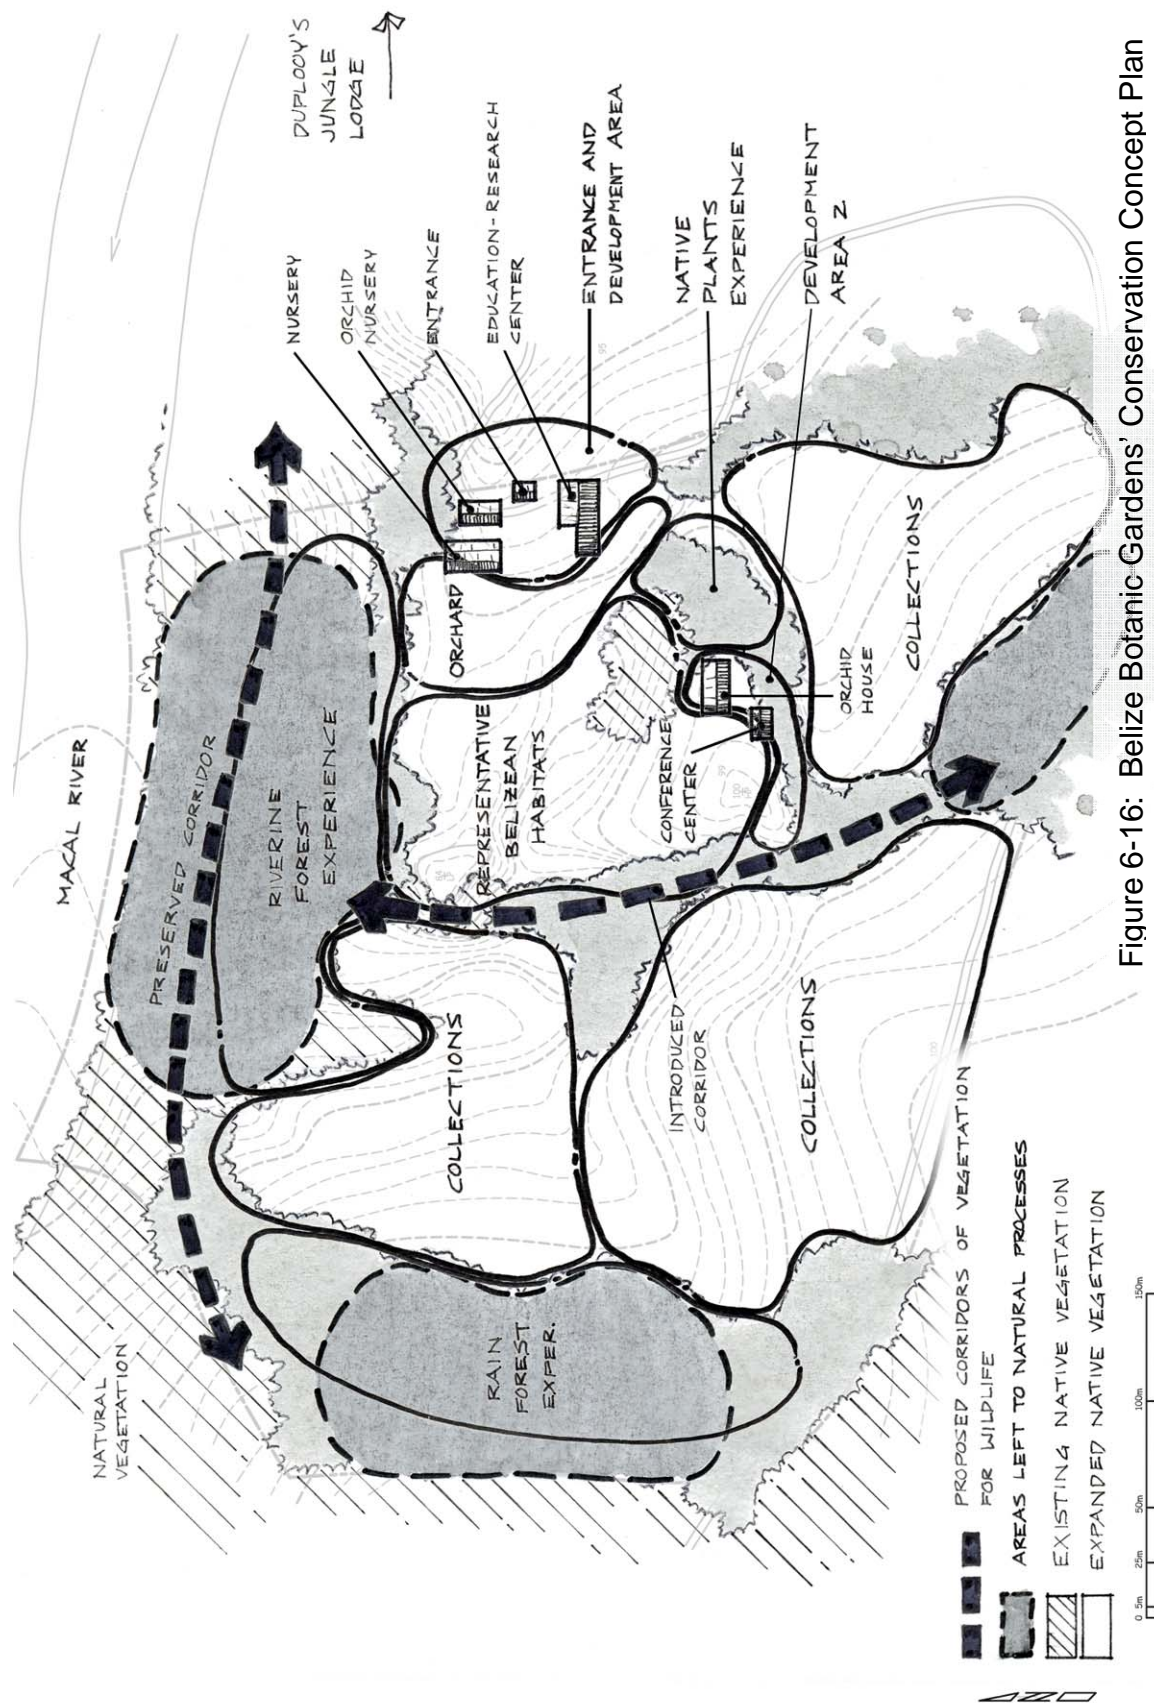 DUPLOOY'S
JUNGLE
LODGE
MACAL RIVER
NATURAL
VEGETATION
PRESERVED CORRIDOR
RIVERINE
FOREST
EXPERIENCE
NURSERY
ORCHID
NURSERY
ENTRANCE
EDUCATION-RESEARCH
CENTER
ENTRANCE AND
DEVELOPMENT AREA
NATIVE
PLANTS
EXPERIENCE
DEVELOPMENT
AREA 2
ORCHARD
REPRESENTATIVE
BELIZEAN
HABITATS
CONFERENCE
CENTER
ORCHID
HOUSE
COLLECTIONS
COLLECTIONS
INTRODUCED
CORRIDOR
COLLECTIONS
RAIN
FOREST
EXPER.
95
99
100
100
PROPOSED CORRIDORS OF VEGETATION
FOR WILDLIFE
AREAS LEFT TO NATURAL PROCESSES
EXISTING NATIVE VEGETATION
EXPANDED NATIVE VEGETATION
0 5m 25m 50m 100m 150m
Figure 6-16: Belize Botanic Gardens' Conservation Concept Plan